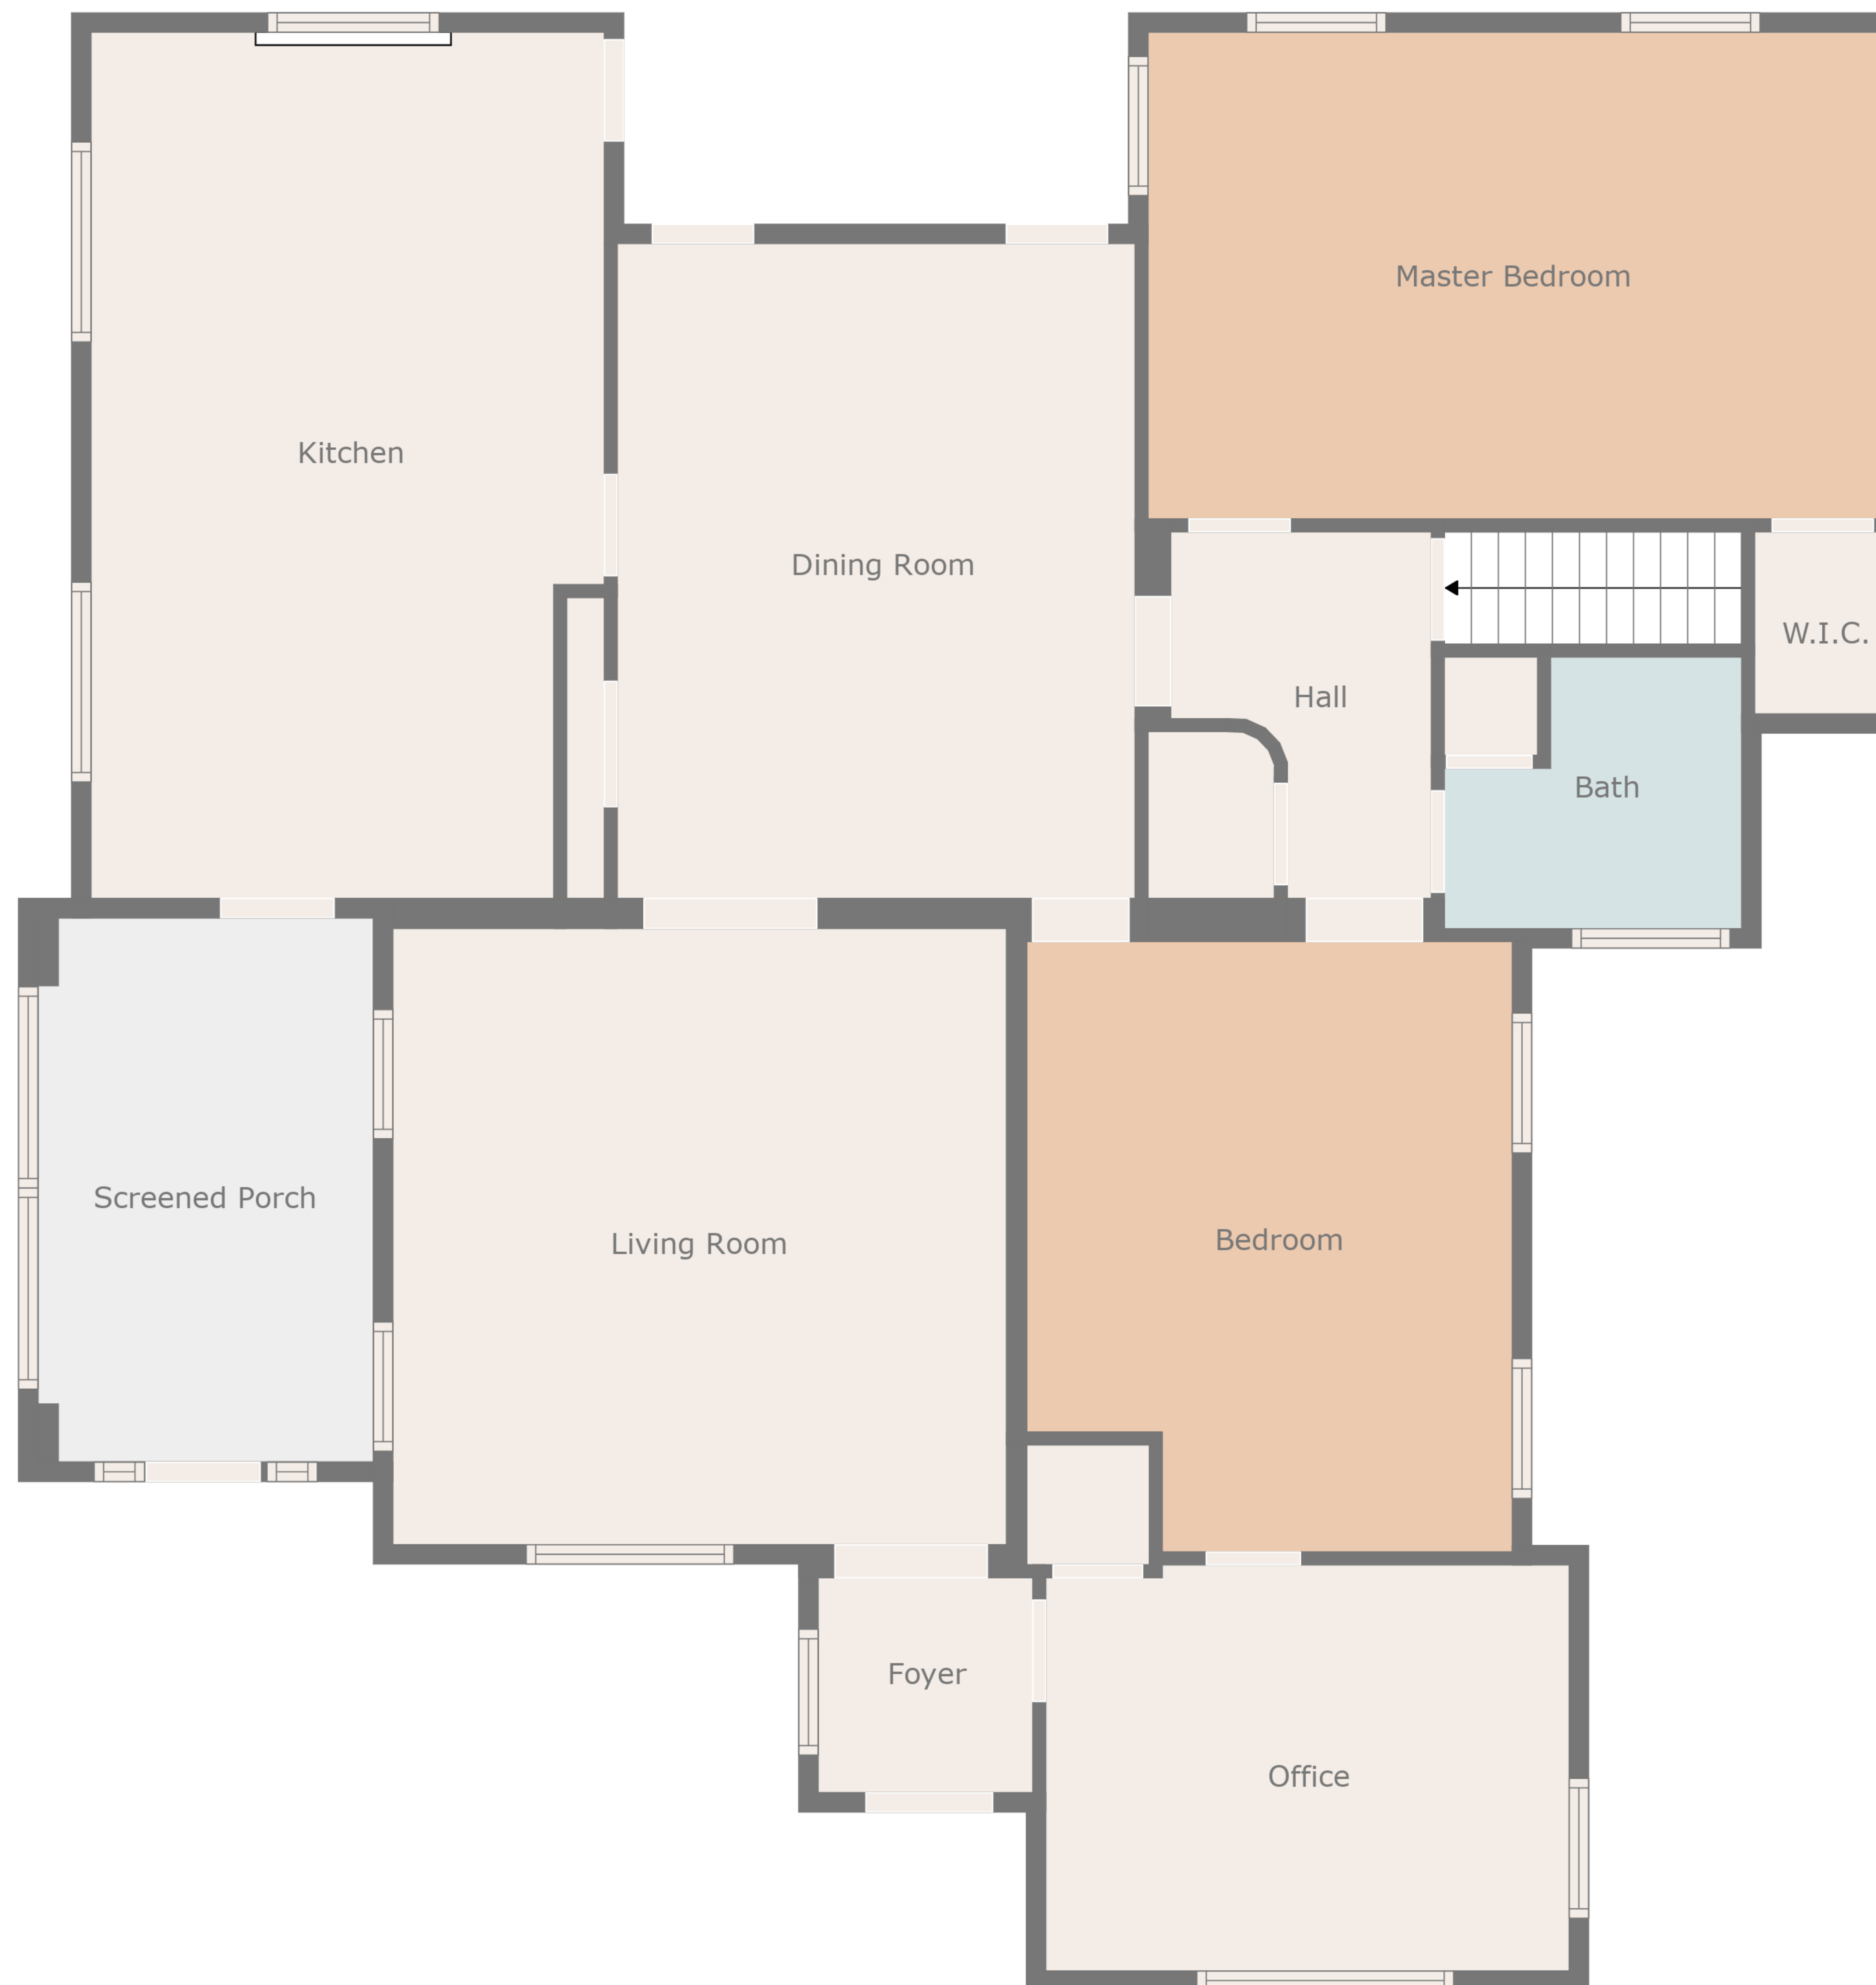 Master Bedroom
Kitchen
Dining Room
W.I.C.
Hall
Bath
Screened Porch
Living Room
Bedroom
Foyer
Office